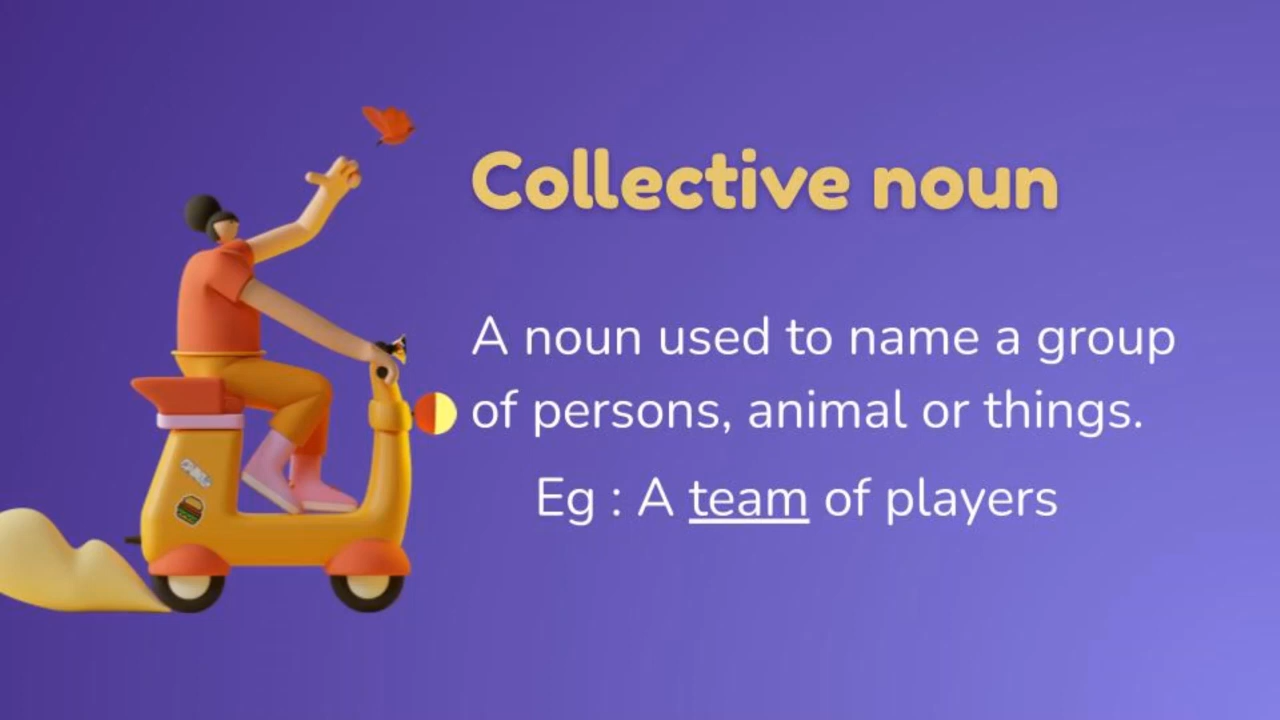 Collective noun
A noun used to name a group
of persons, animal or things.
Eg : A team of players